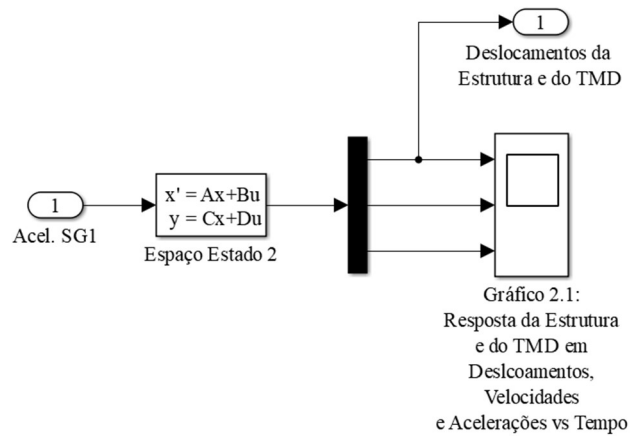 1
Deslocamentos da
Estrutura e do TMD
1
Acel. SG1
x' = Ax+Bu
y = Cx+Du
Espaço Estado 2
Gráfico 2.1:
Resposta da Estrutura
e do TMD em
Deslcoamentos,
Velocidades
e Acelerações vs Tempo